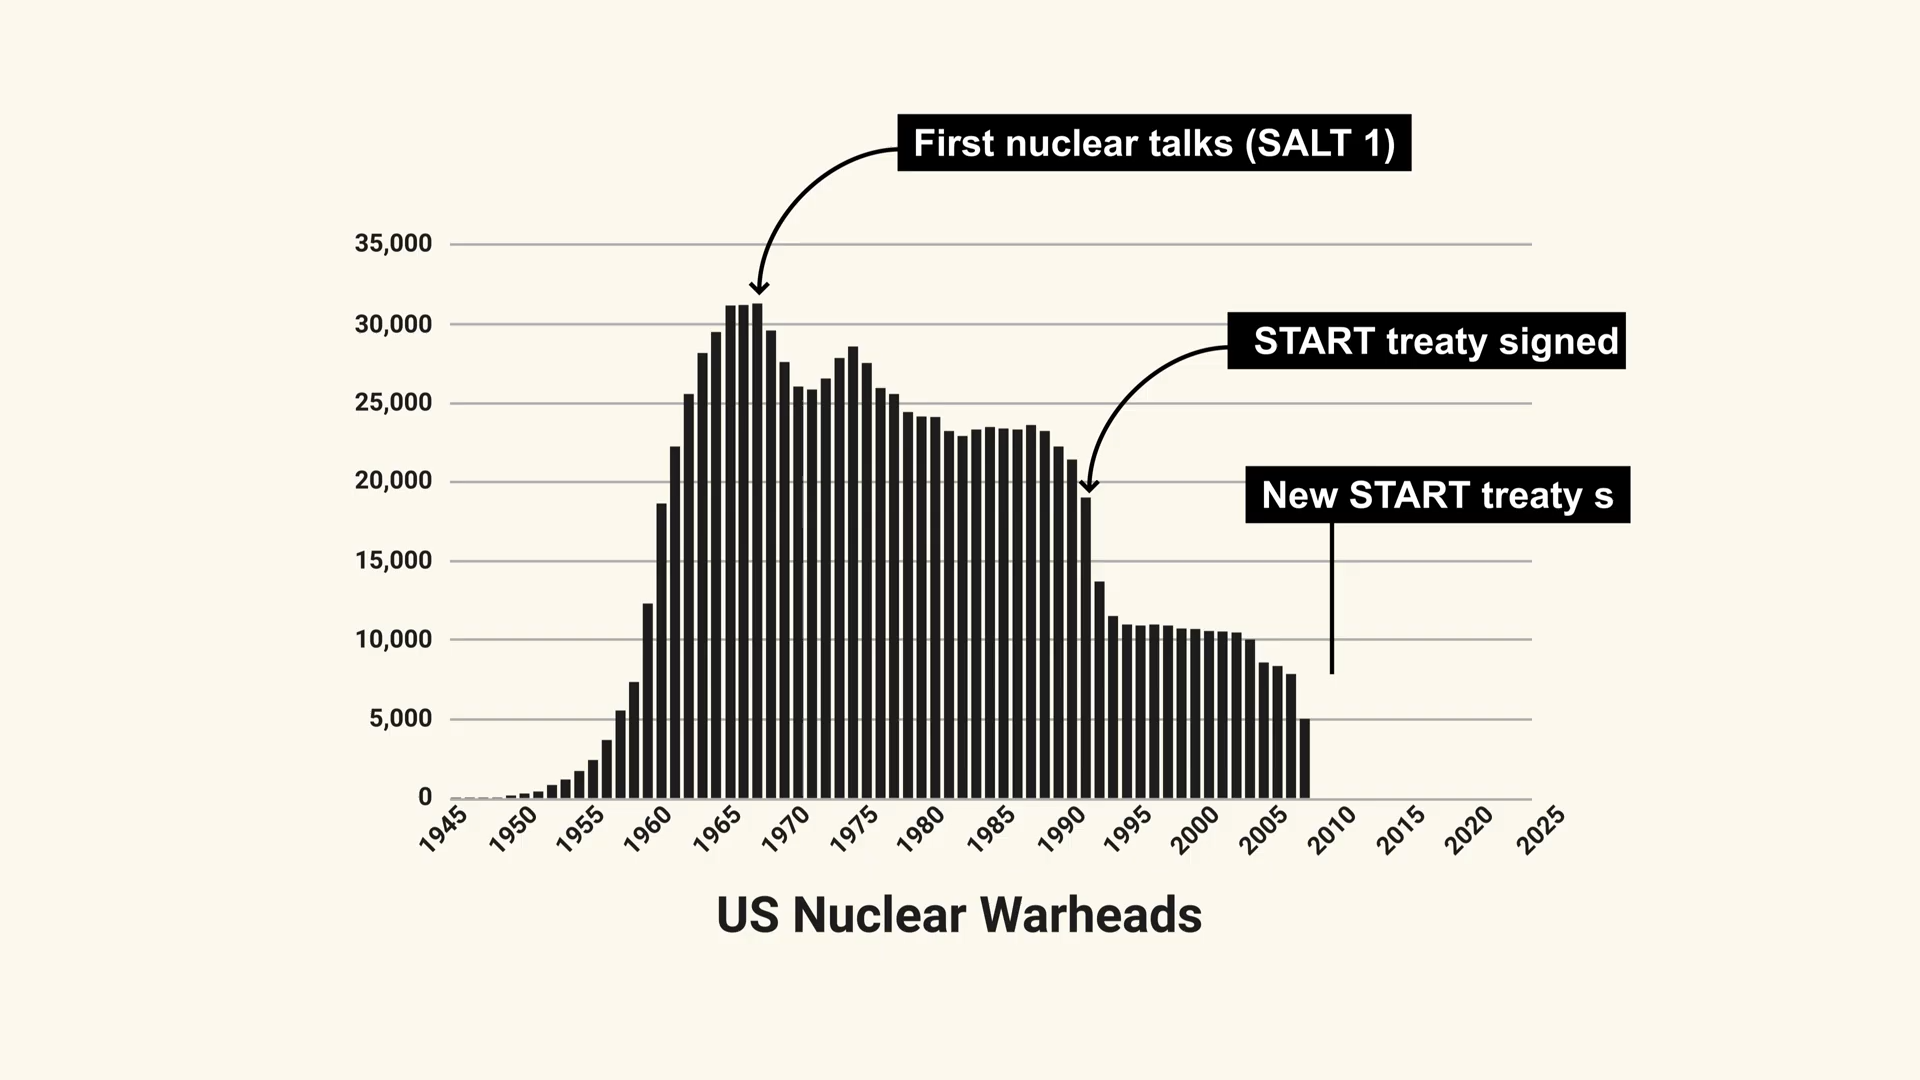 First nuclear talks (SALT 1)
35,000
30,000
START treaty signed
25,000
20,000
New START treaty s
15,000
10,000
5,000
0
1945 1950 1955 1960 1965 1970 1975 1980 1985 1990 1995 2000 2005 2010 2015 2020 2025
US Nuclear Warheads